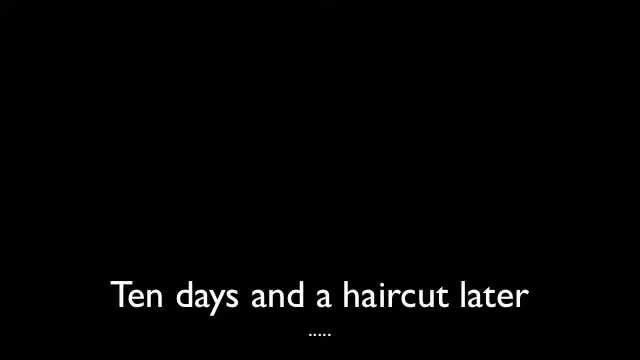 Ten days and a haircut later
.....